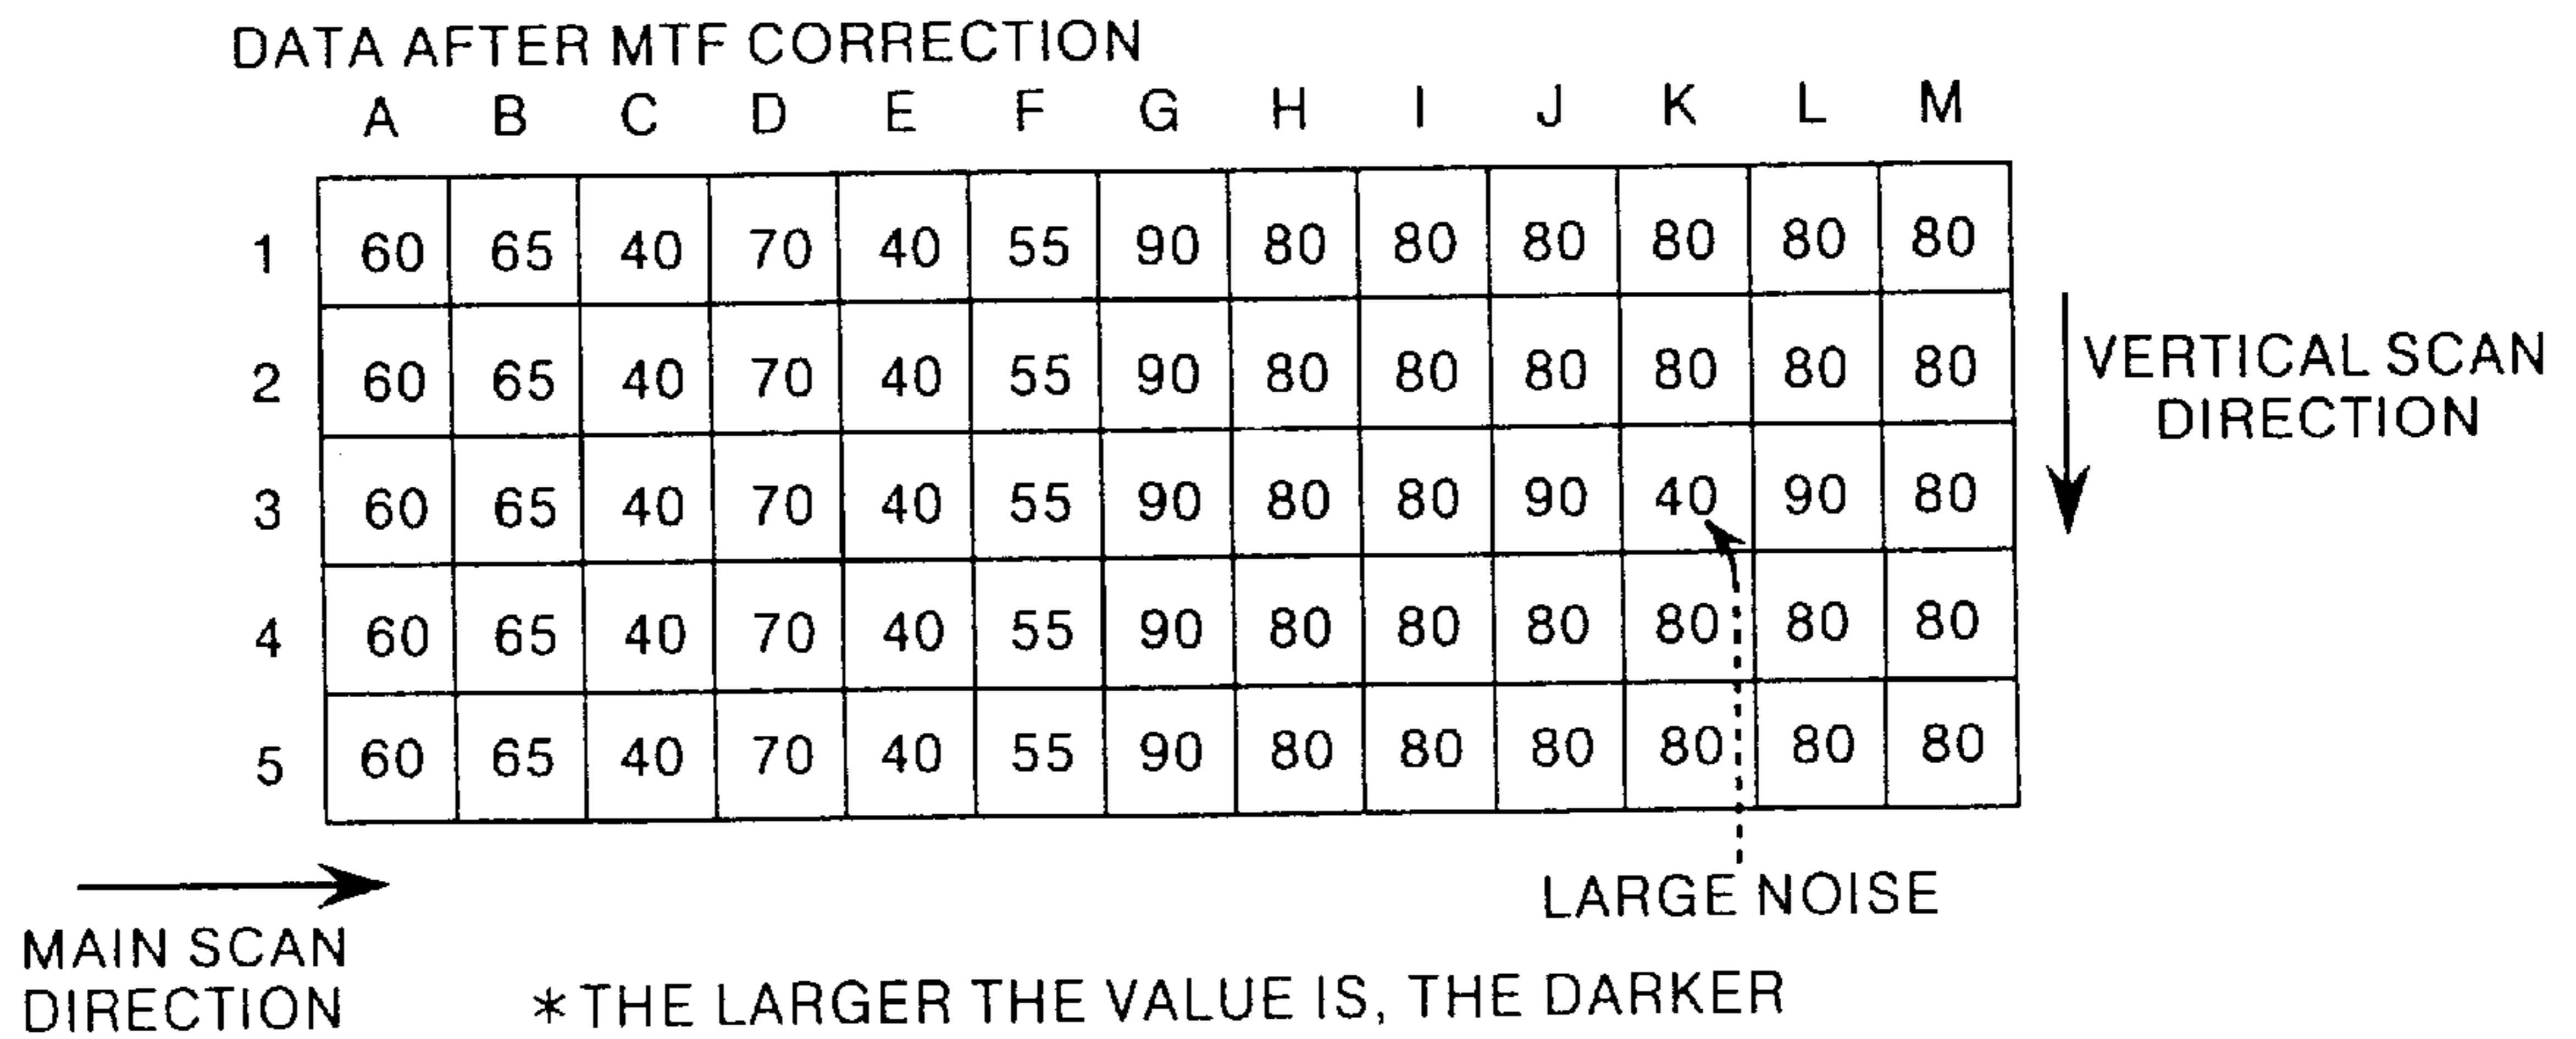 DATA AFTER MTF CORRECTION
A B C D E F G H I J K L M
1 60 65 40 70 40 55 90 80 80 80 80 80 80
2 60 65 40 70 40 55 90 80 80 80 80 80 80
3 60 65 40 70 40 55 90 80 80 90 40 90 80
4 60 65 40 70 40 55 90 80 80 80 80 80 80
5 60 65 40 70 40 55 90 80 80 80 80 80 80
VERTICAL SCAN
DIRECTION
LARGE NOISE
MAIN SCAN
DIRECTION
*THE LARGER THE VALUE IS, THE DARKER